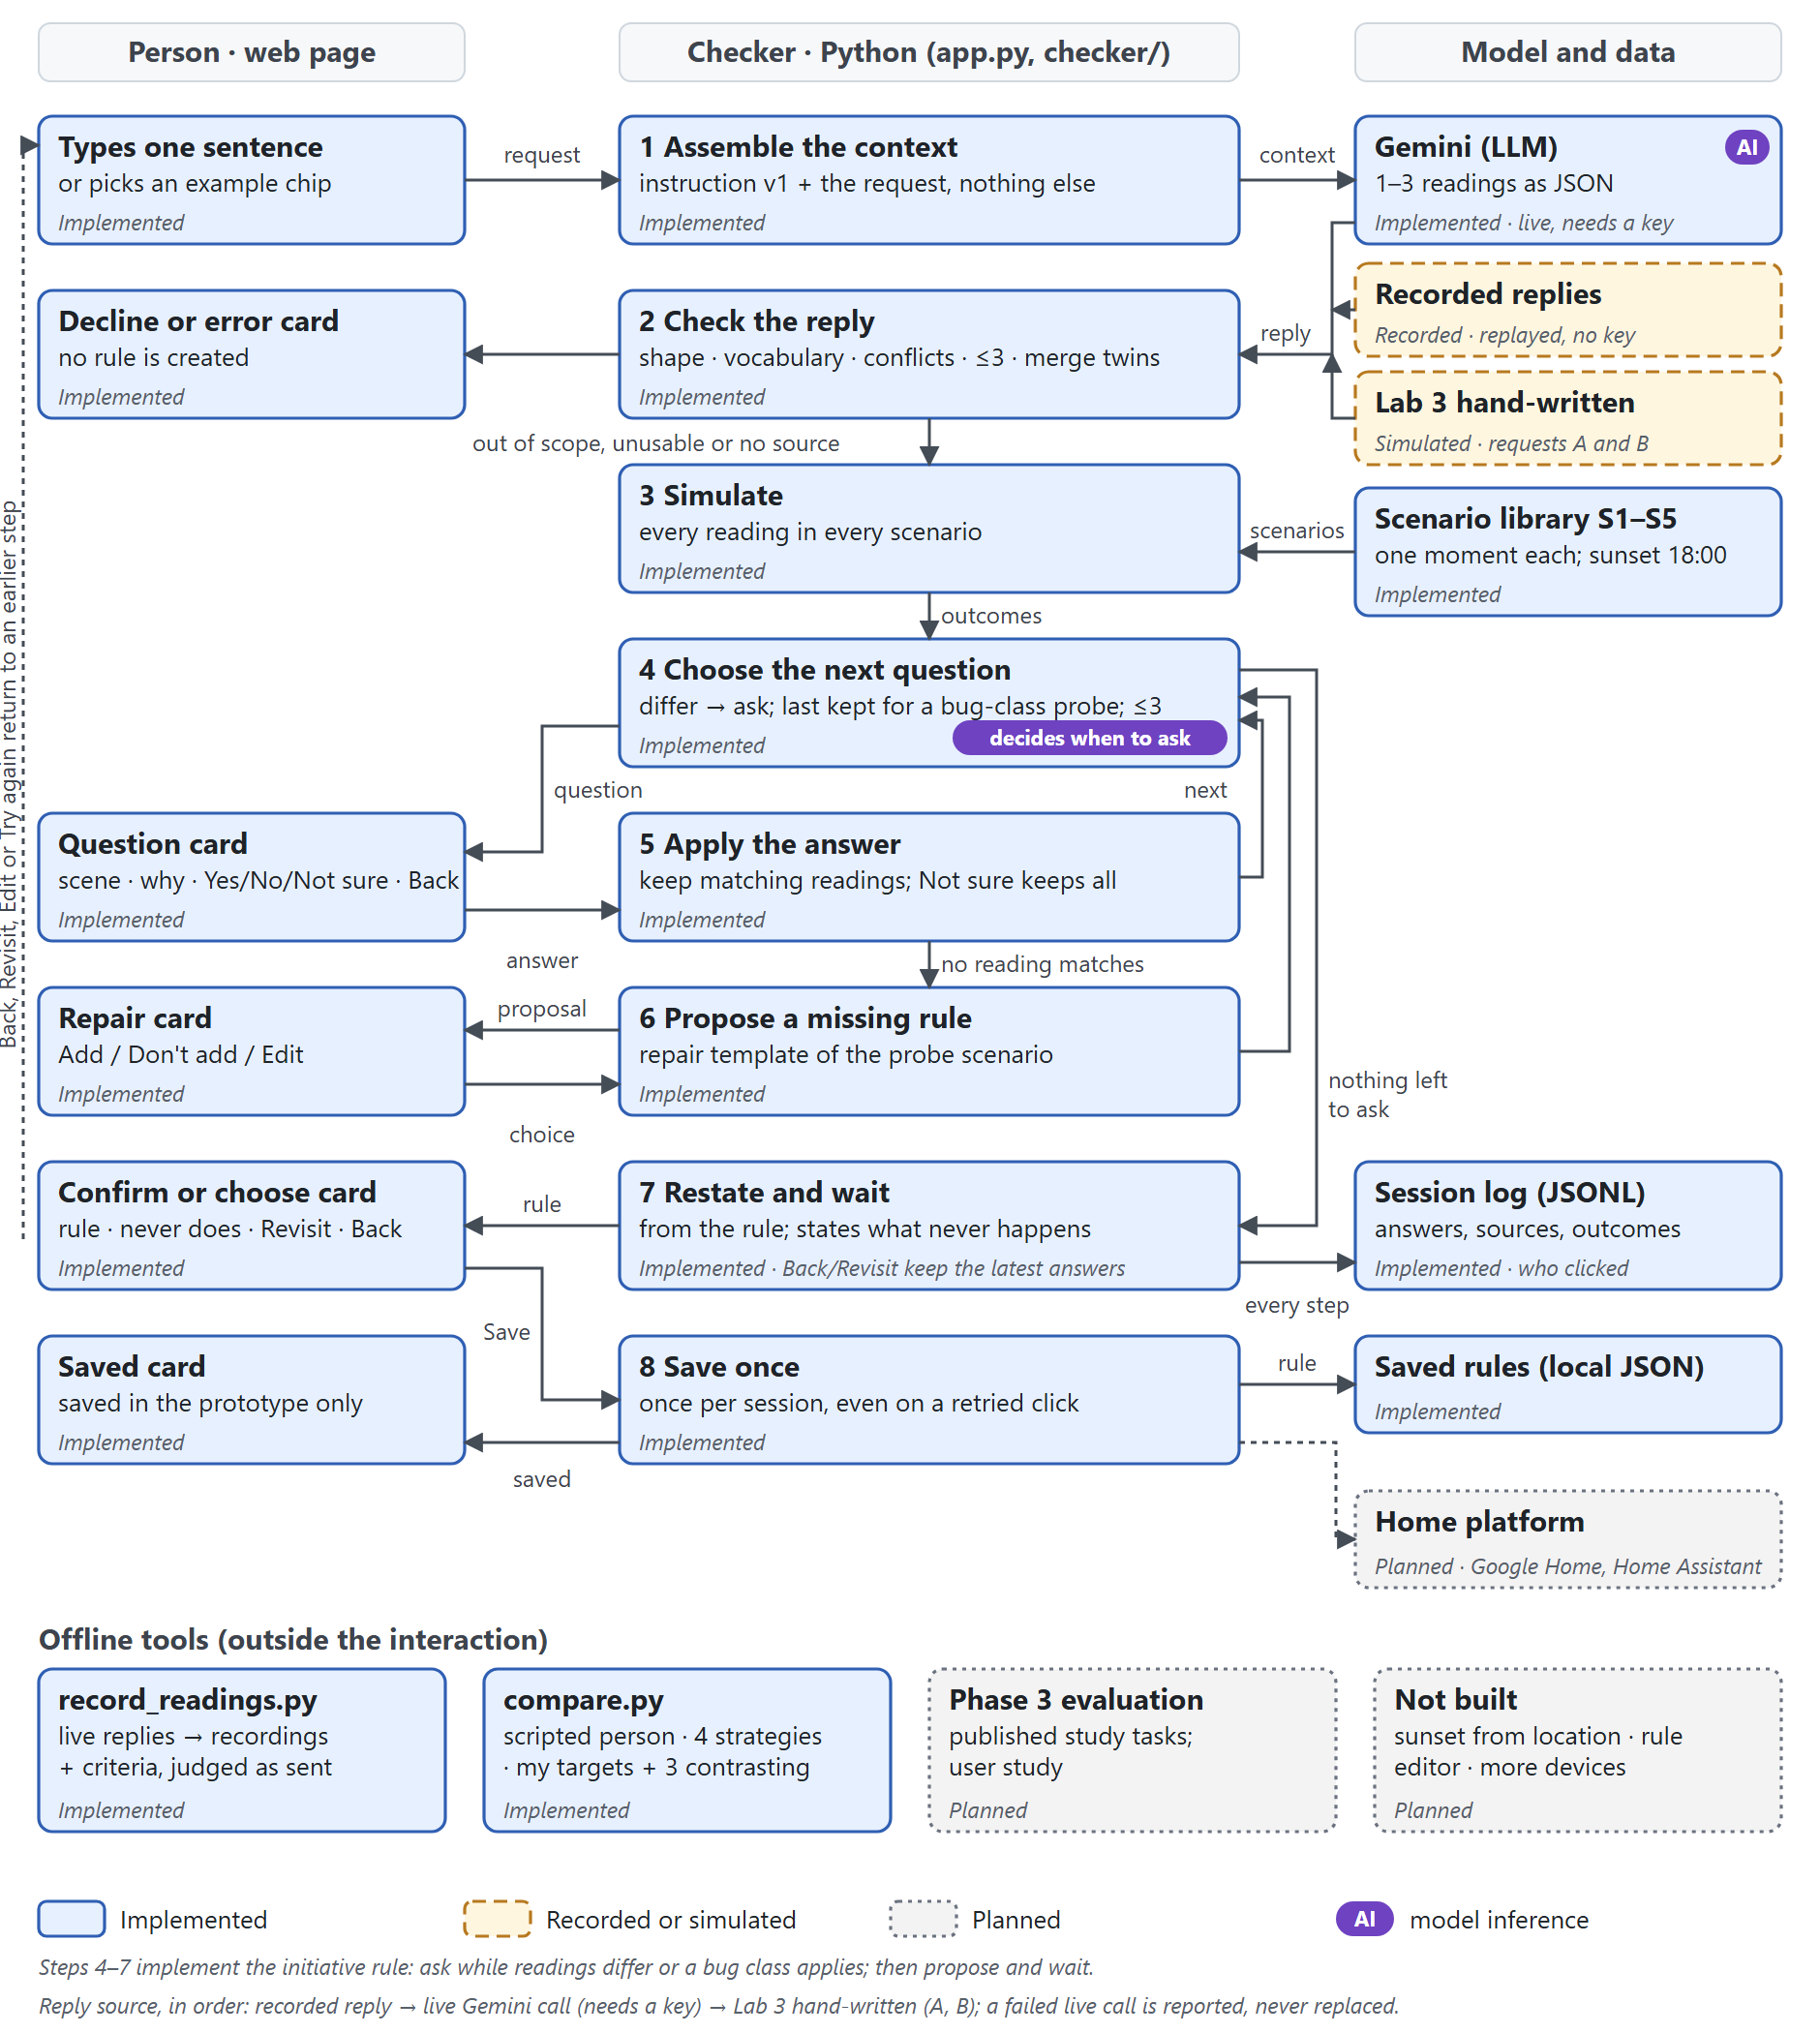 Person · web page
Checker · Python (app.py, checker/)
Model and data
Types one sentence
or picks an example chip
Implemented
request
1 Assemble the context
instruction v1 + the request, nothing else
Implemented
context
Gemini (LLM)
AI
1–3 readings as JSON
Implemented · live, needs a key
Decline or error card
no rule is created
Implemented
2 Check the reply
shape · vocabulary · conflicts · ≤3 · merge twins
Implemented
reply
Recorded replies
Recorded · replayed, no key
Lab 3 hand-written
Simulated · requests A and B
out of scope, unusable or no source
3 Simulate
every reading in every scenario
Implemented
scenarios
Scenario library S1–S5
one moment each; sunset 18:00
Implemented
outcomes
4 Choose the next question
differ → ask; last kept for a bug-class probe; ≤3
Implemented
decides when to ask
question
next
Back, Revisit, Edit or Try again return to an earlier step
Question card
scene · why · Yes/No/Not sure · Back
Implemented
5 Apply the answer
keep matching readings; Not sure keeps all
Implemented
answer
no reading matches
Repair card
Add / Don't add / Edit
Implemented
proposal
6 Propose a missing rule
repair template of the probe scenario
Implemented
nothing left
to ask
choice
Confirm or choose card
rule · never does · Revisit · Back
Implemented
rule
7 Restate and wait
from the rule; states what never happens
Implemented · Back/Revisit keep the latest answers
Session log (JSONL)
answers, sources, outcomes
Implemented · who clicked
every step
Save
Saved card
saved in the prototype only
Implemented
8 Save once
once per session, even on a retried click
Implemented
rule
Saved rules (local JSON)
Implemented
saved
Home platform
Planned · Google Home, Home Assistant
Offline tools (outside the interaction)
record_readings.py
live replies → recordings
+ criteria, judged as sent
Implemented
compare.py
scripted person · 4 strategies
· my targets + 3 contrasting
Implemented
Phase 3 evaluation
published study tasks;
user study
Planned
Not built
sunset from location · rule
editor · more devices
Planned
Implemented
Recorded or simulated
Planned
AI
model inference
Steps 4–7 implement the initiative rule: ask while readings differ or a bug class applies; then propose and wait.
Reply source, in order: recorded reply → live Gemini call (needs a key) → Lab 3 hand-written (A, B); a failed live call is reported, never replaced.